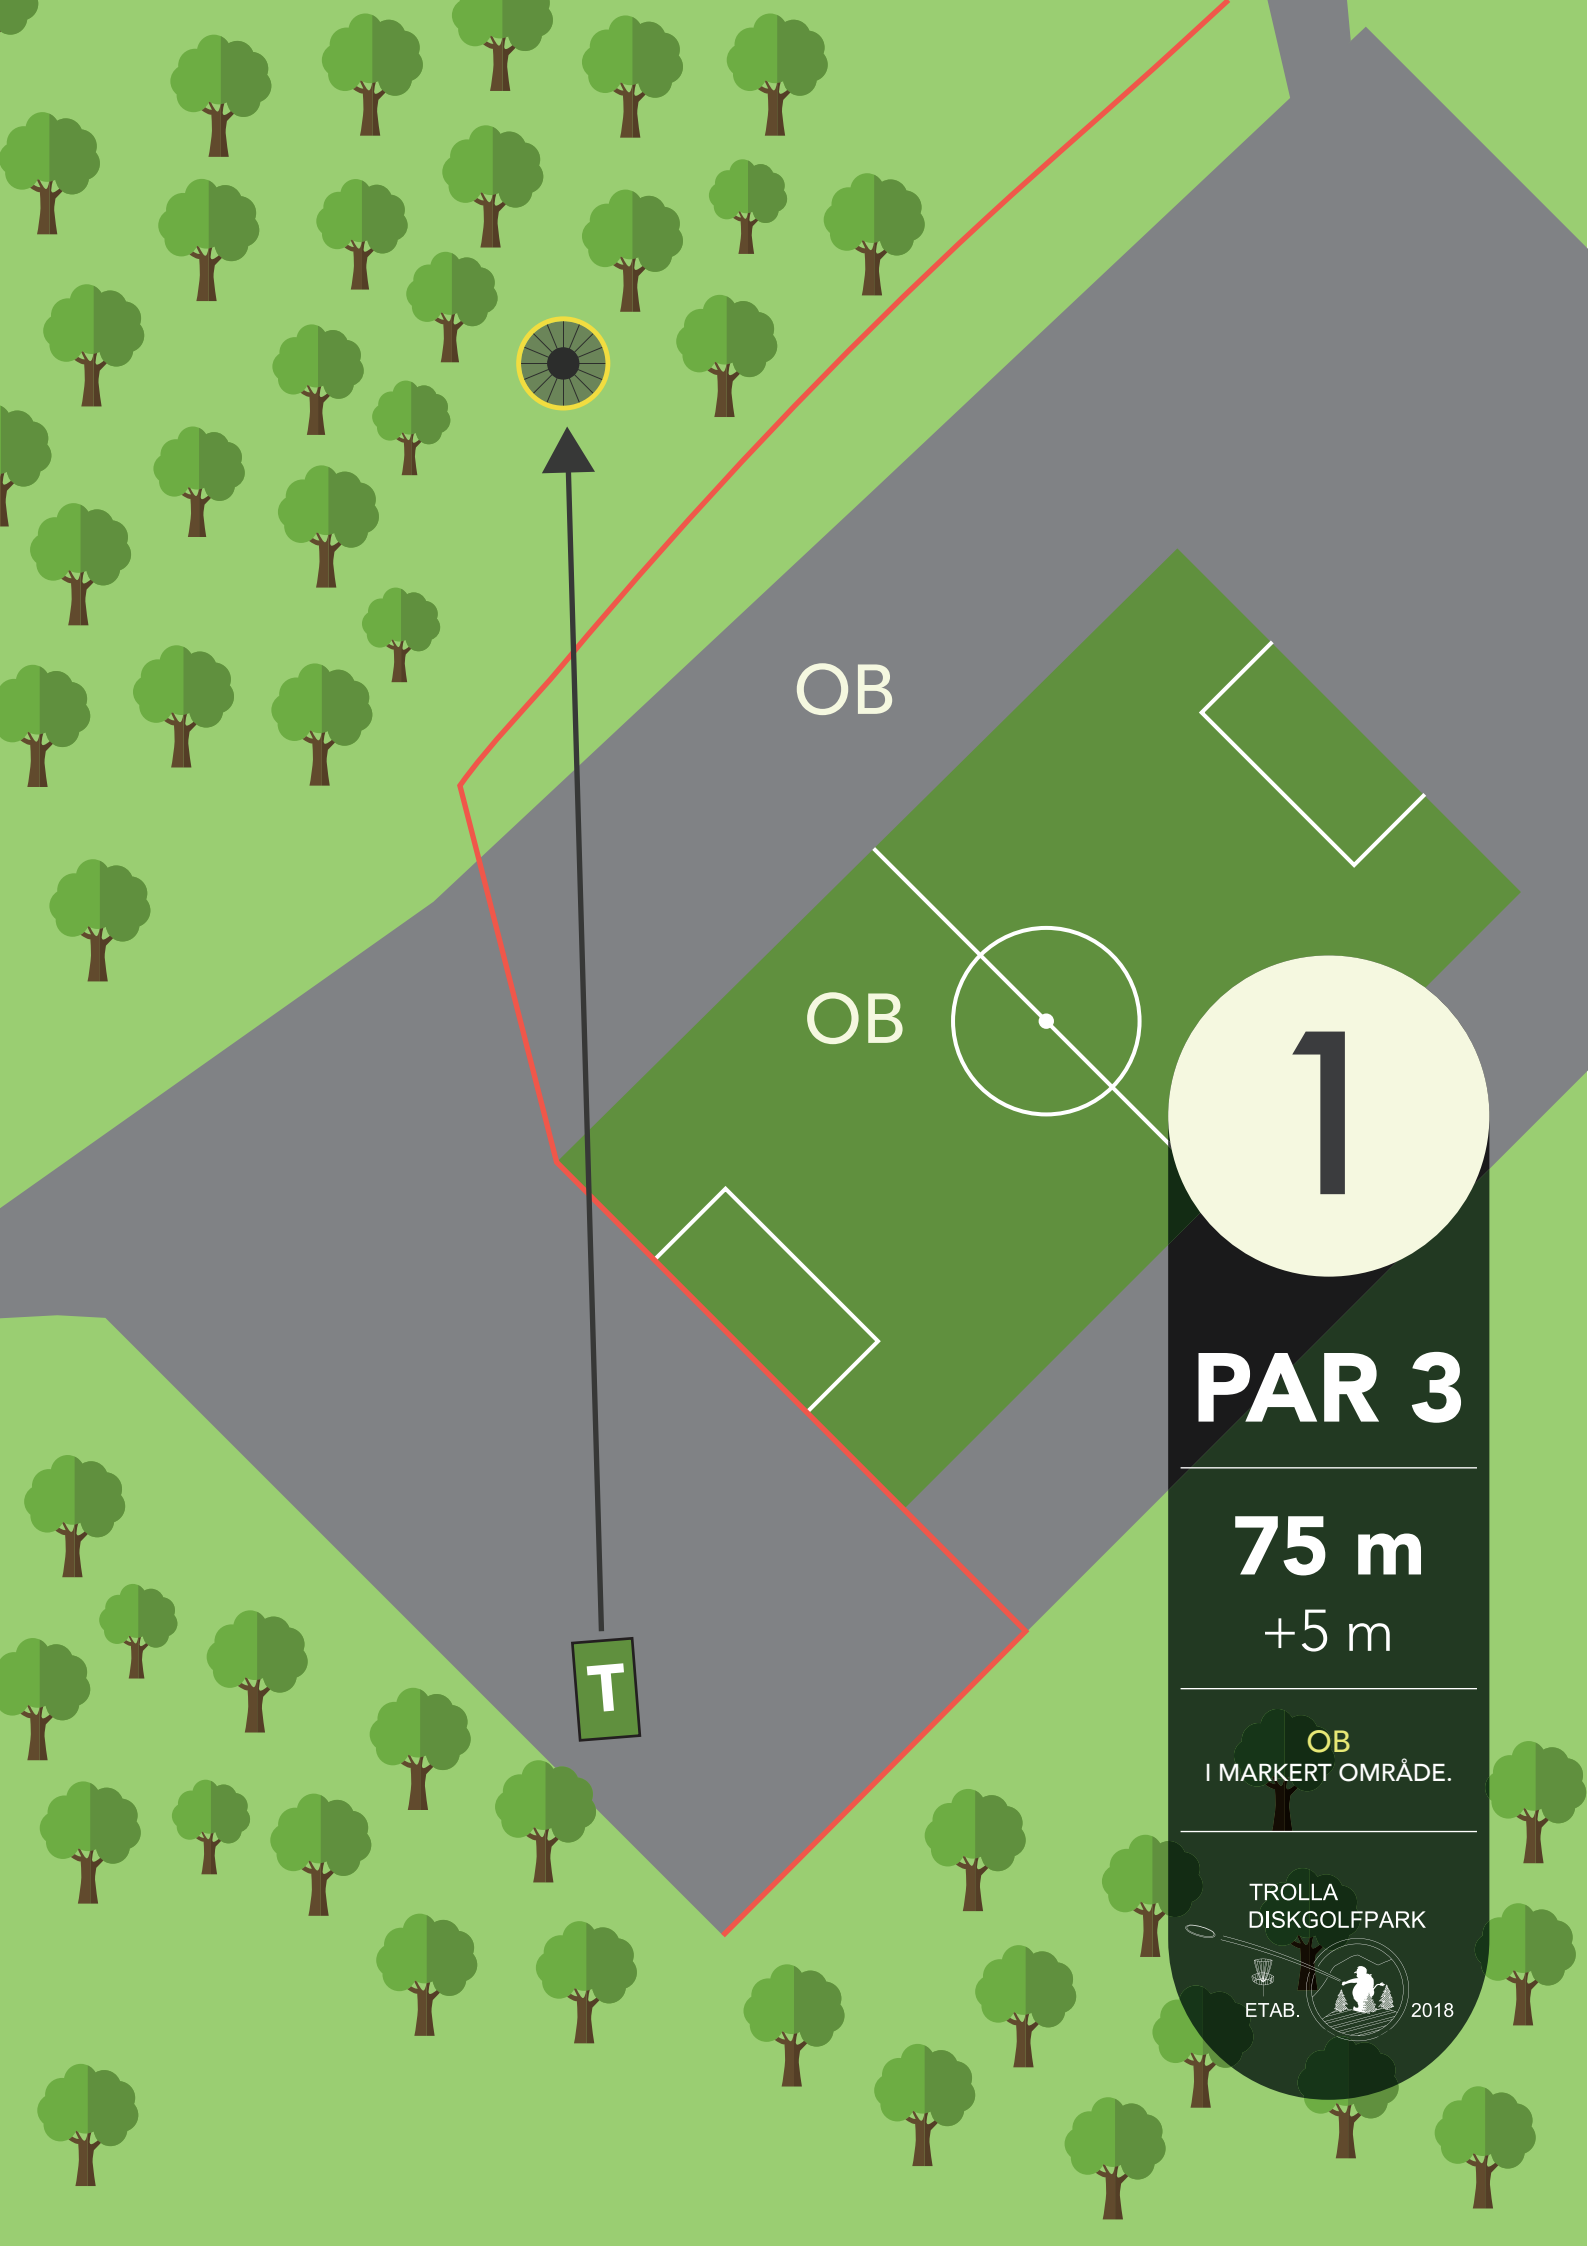 OB
OB
1
PAR 3
75 m
+5 m
T
OB
I MARKERT OMRÅDE.
TROLLA
DISKGOLFPARK
ETAB. 2018